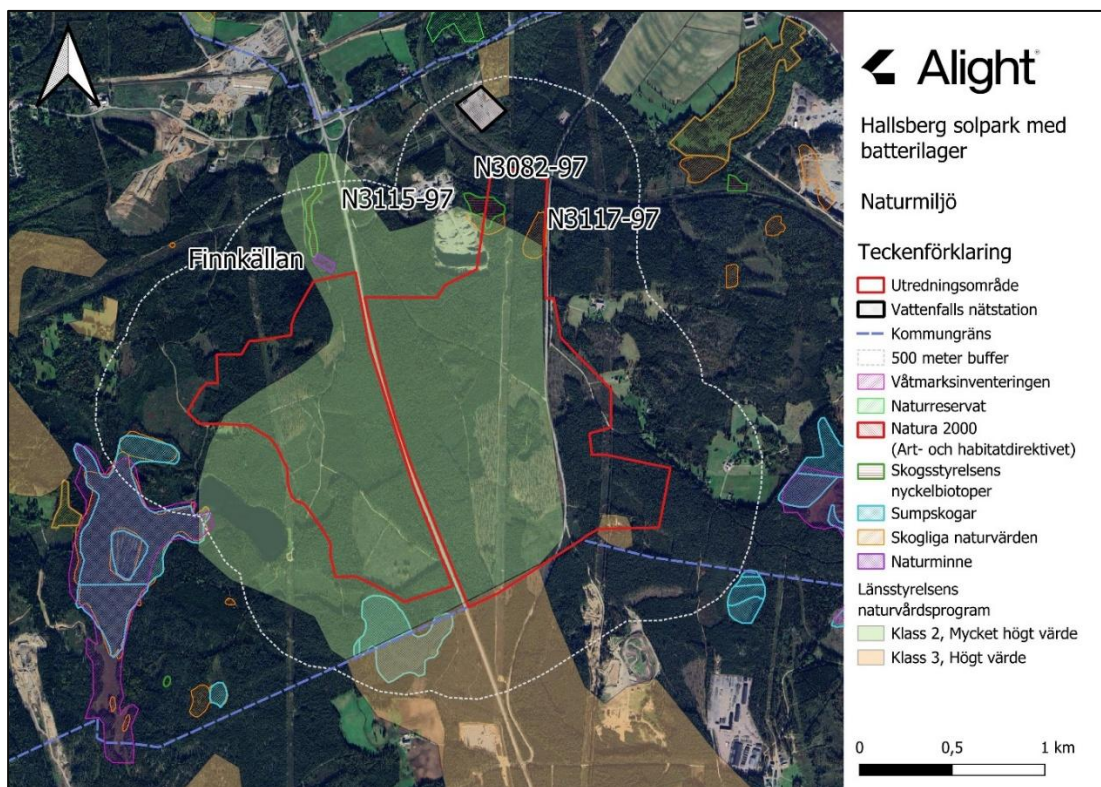 N3082-97
N3115-97
N3117-97
Finnkällan
Alight®
Hallsberg solpark med
batterilager
Naturmiljö
Teckenförklaring
Utredningsområde
Vattenfalls nätstation
Kommungräns
500 meter buffer
Våtmarksinventeringen
Naturreservat
Natura 2000
(Art- och habitatdirektivet)
Skogsstyrelsens
nyckelbiotoper
Sumpskogar
Skogliga naturvärden
Naturminne
Länsstyrelsens
naturvårdsprogram
Klass 2, Mycket högt värde
Klass 3, Högt värde
0 0,5 1 km